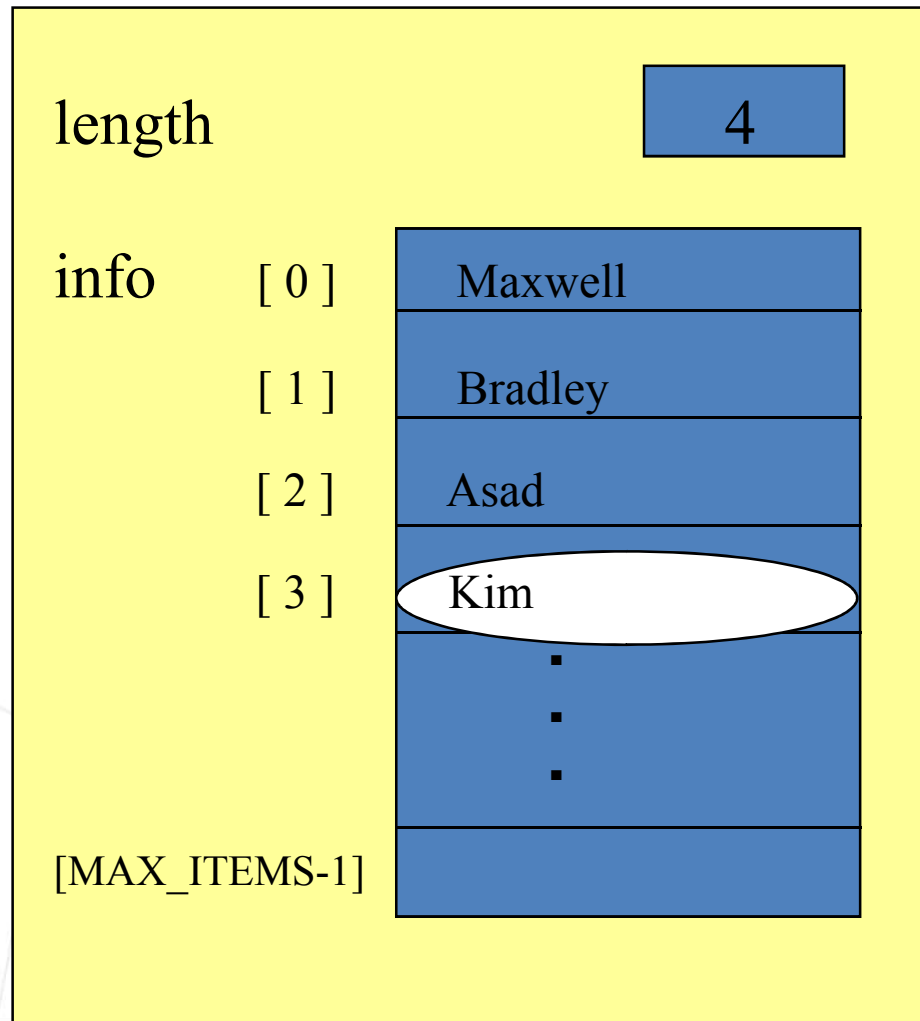 length 4
info [ 0 ] Maxwell
[ 1 ] Bradley
[ 2 ] Asad
[ 3 ] Kim
.
.
.
[MAX_ITEMS-1]